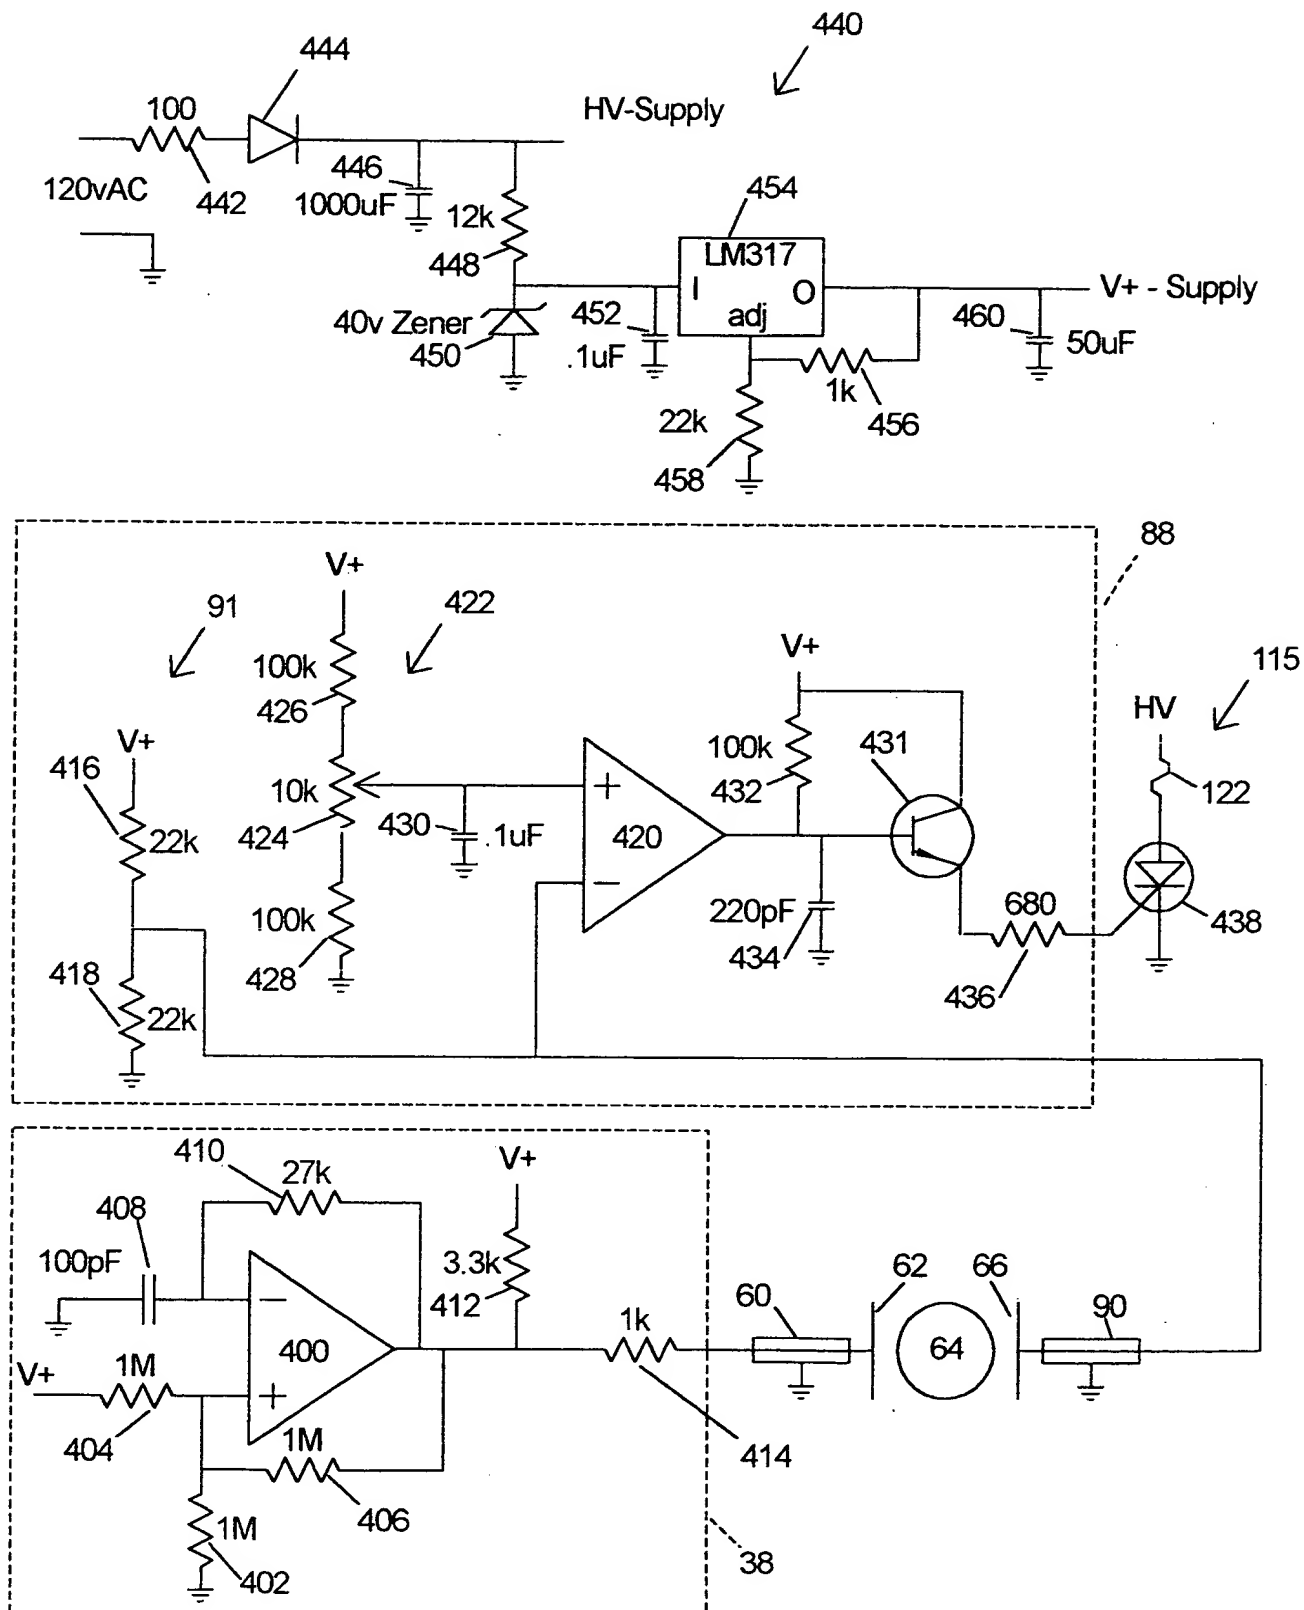 440
444
100
HV-Supply
446
120vAC
442
1000uF
12k
448
454
LM317
I
O
adj
V+ - Supply
40v Zener
450
452
.1uF
460
50uF
1k
456
22k
458
88
V+
91
422
V+
115
100k
426
HV
V+
416
100k
432
431
10k
424
430
.1uF
+
420
122
22k
−
100k
428
220pF
434
680
438
418
22k
436
410
27k
V+
408
100pF
3.3k
412
62
66
60
90
−
400
1k
64
V+
1M
+
404
1M
406
414
1M
402
38